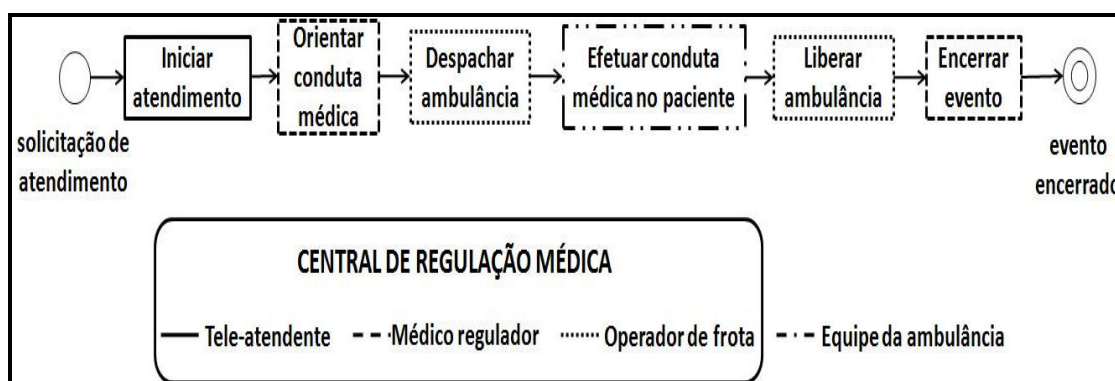 solicitação de
atendimento
Iniciar
atendimento
Orientar
conduta
médica
Despachar
ambulância
Efetuar conduta
médica no paciente
Liberar
ambulância
Encerrar
evento
evento
encerrado
CENTRAL DE REGULAÇÃO MÉDICA
Tele-atendente Médico regulador Operador de frota Equipe da ambulância